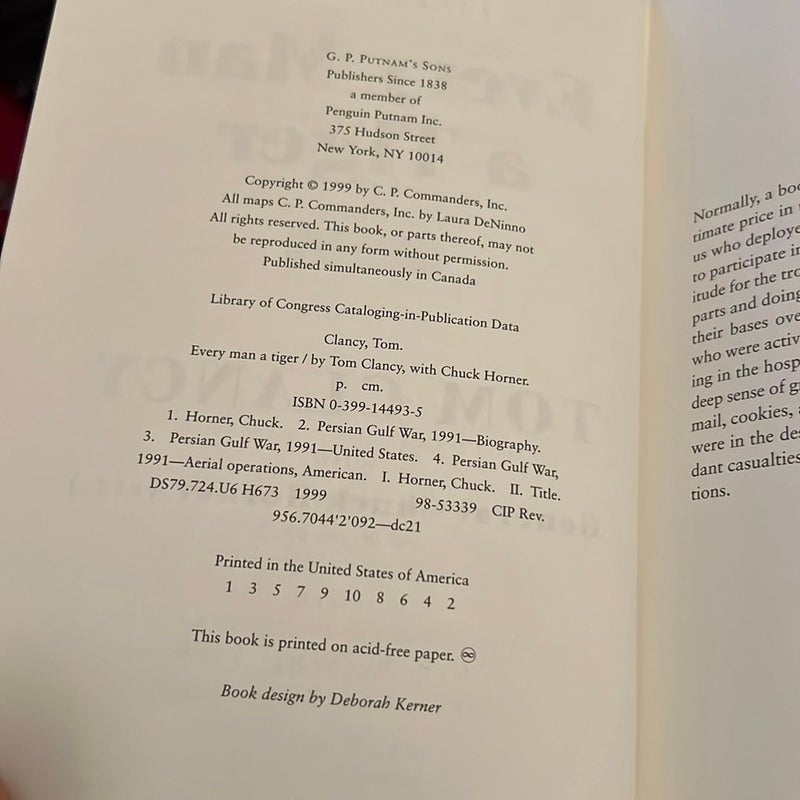 G. P. PUTNAM'S SONS
Publishers Since 1838
a member of
Penguin Putnam Inc.
375 Hudson Street
New York, NY 10014
Copyright © 1999 by C. P. Commanders, Inc.
All maps C. P. Commanders, Inc. by Laura DeNinno
All rights reserved. This book, or parts thereof, may not
be reproduced in any form without permission.
Published simultaneously in Canada
Library of Congress Cataloging-in-Publication Data
Clancy, Tom.
Every man a tiger / by Tom Clancy, with Chuck Horner.
p. cm.
ISBN 0-399-14493-5
1. Horner, Chuck. 2. Persian Gulf War, 1991—Biography.
3. Persian Gulf War, 1991—United States. 4. Persian Gulf War,
1991—Aerial operations, American. I. Horner, Chuck. II. Title.
DS79.724.U6 H673 1999 98-53339 CIP Rev.
956.7044'2'092—dc21
Printed in the United States of America
1 3 5 7 9 10 8 6 4 2
This book is printed on acid-free paper. ♾
Book design by Deborah Kerner
Normally, a
timate price in
us who
to participate
itude for the
parts and doing
their bases
who were
ing in the
deep sense of
mail, cookies,
were in the
dant casualties
tions.